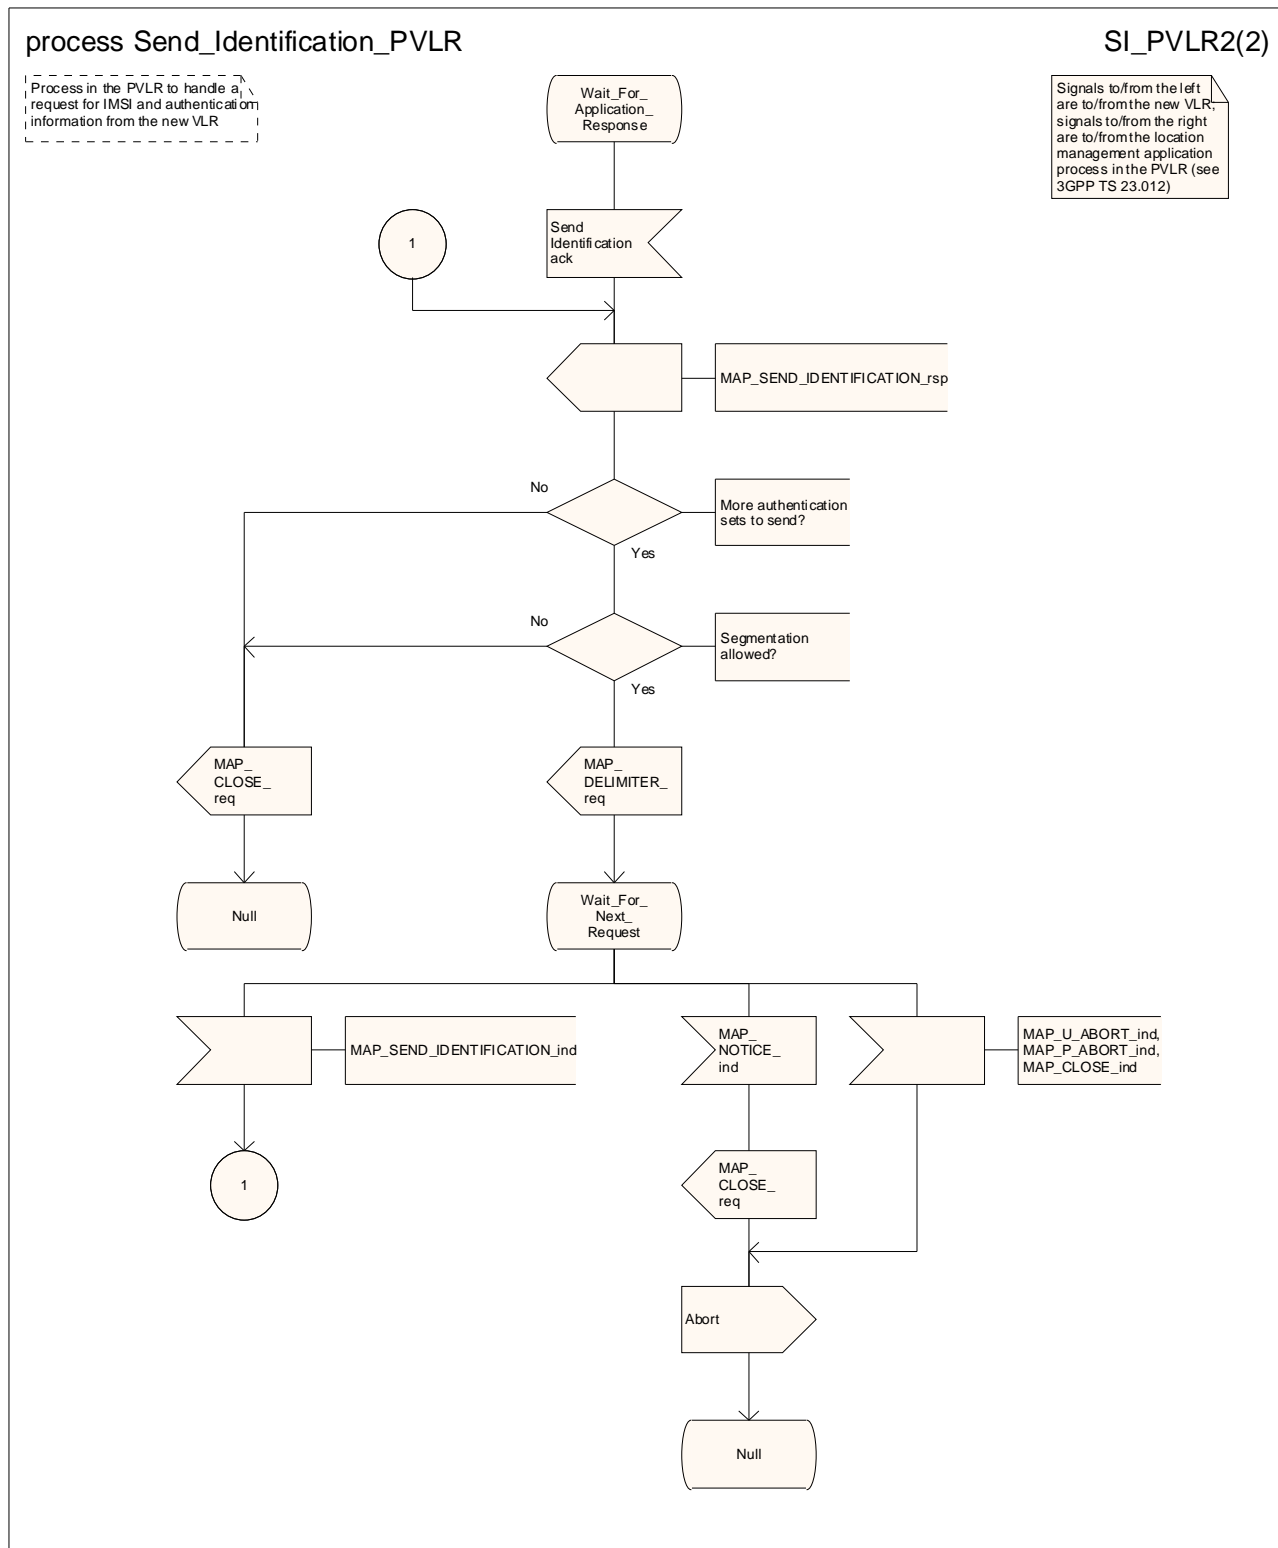 process Send_Identification_PVLR
SI_PVLR2(2)
Process in the PVLR to handle a
request for IMSI and authentication
information from the new VLR
Wait_For_
Application_
Response
Signals to/from the left
are to/from the new VLR;
signals to/from the right
are to/from the location
management application
process in the PVLR (see
3GPP TS 23.012)
1
Send
Identification
ack
MAP_SEND_IDENTIFICATION_rsp
No
More authentication
sets to send?
Yes
No
Segmentation
allowed?
Yes
MAP_
CLOSE_
req
MAP_
DELIMITER_
req
Null
Wait_For_
Next_
Request
MAP_SEND_IDENTIFICATION_ind
MAP_
NOTICE_
ind
MAP_U_ABORT_ind,
MAP_P_ABORT_ind,
MAP_CLOSE_ind
1
MAP_
CLOSE_
req
Abort
Null